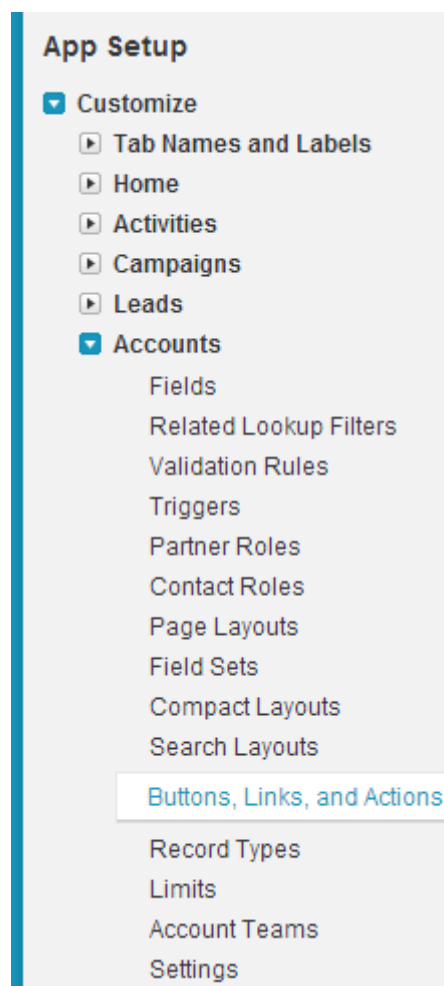 App Setup
Customize
Tab Names and Labels
Home
Activities
Campaigns
Leads
Accounts
Fields
Related Lookup Filters
Validation Rules
Triggers
Partner Roles
Contact Roles
Page Layouts
Field Sets
Compact Layouts
Search Layouts
Buttons, Links, and Actions
Record Types
Limits
Account Teams
Settings